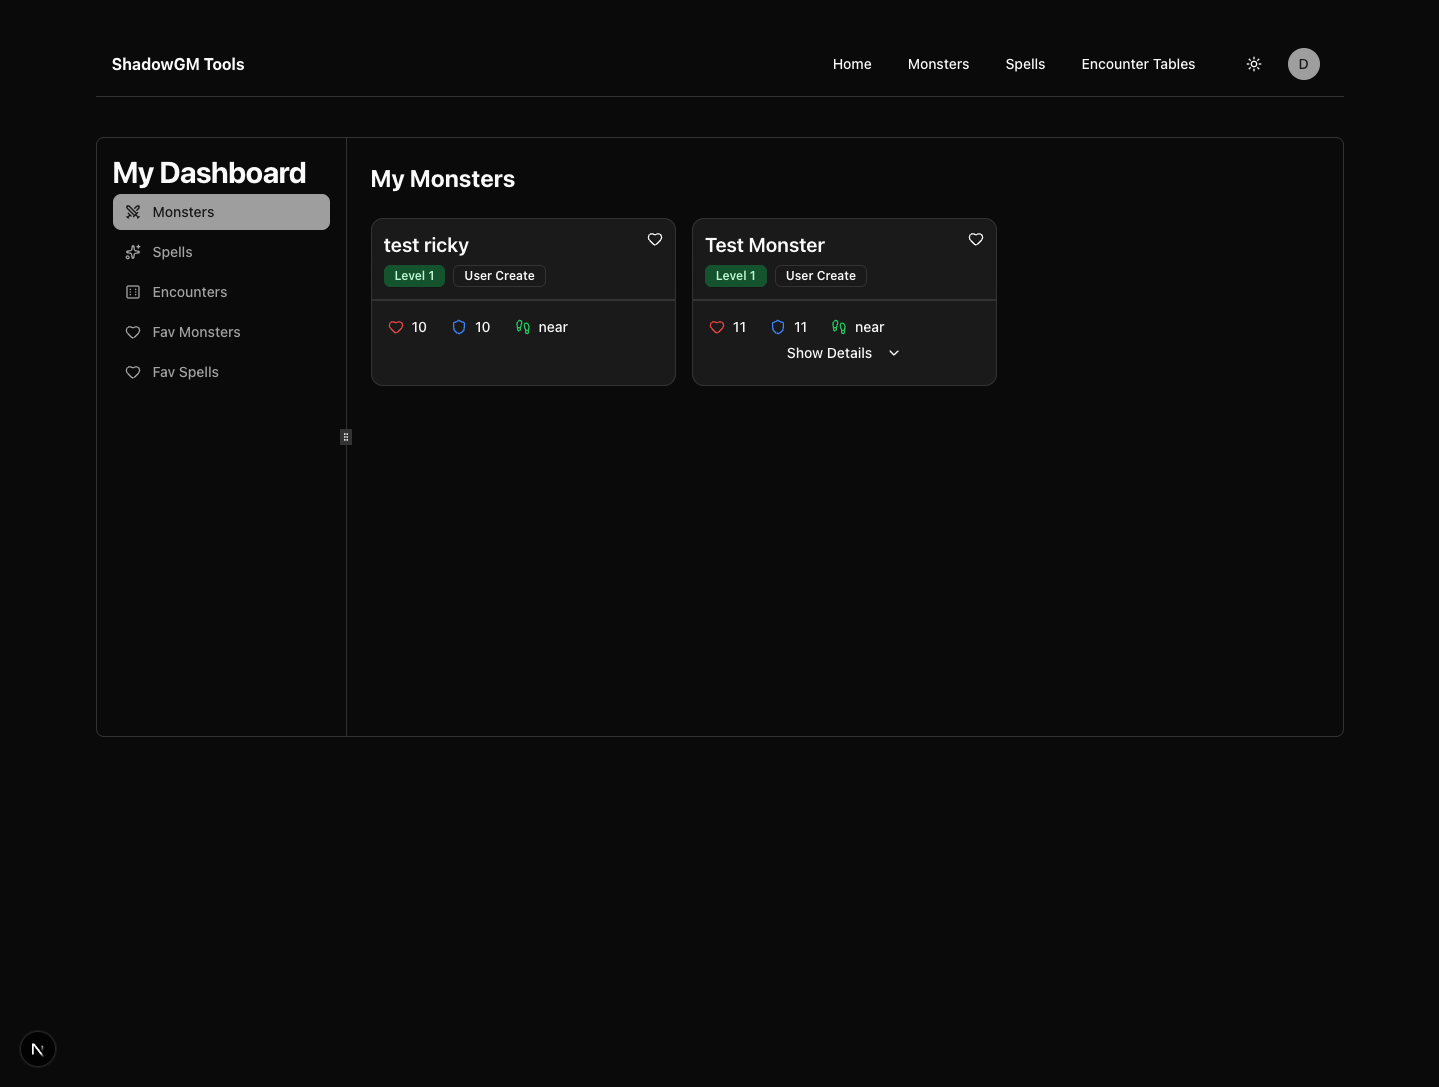 ShadowGM Tools
Home Monsters Spells Encounter Tables
D
My Dashboard
Monsters
Spells
Encounters
Fav Monsters
Fav Spells
My Monsters
test ricky
Level 1 User Create
10 10 near
Test Monster
Level 1 User Create
11 11 near
Show Details
N